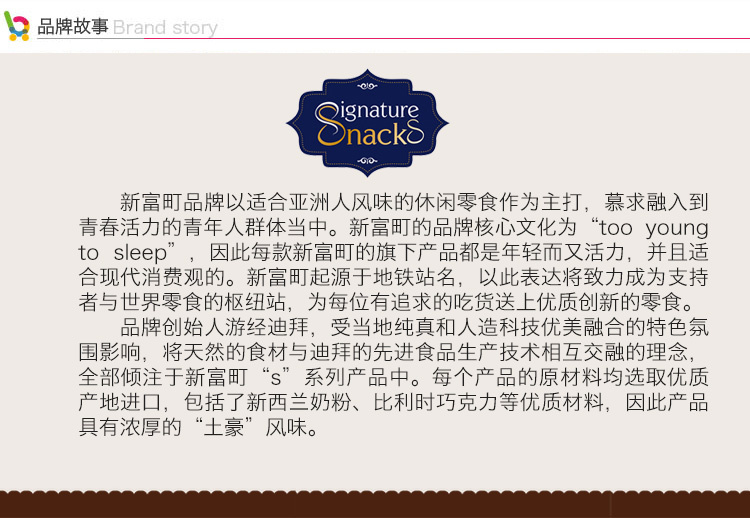 品牌故事 Brand story
Signature
Snacks
新富町品牌以适合亚洲人风味的休闲零食作为主打，慕求融入到
青春活力的青年人群体当中。新富町的品牌核心文化为“too young
to sleep”，因此每款新富町的旗下产品都是年轻而又活力，并且适
合现代消费观的。新富町起源于地铁站名，以此表达将致力成为支持
者与世界零食的枢纽站，为每位有追求的吃货送上优质创新的零食。
品牌创始人游经迪拜，受当地纯真和人造科技优美融合的特色氛
围影响，将天然的食材与迪拜的先进食品生产技术相互交融的理念，
全部倾注于新富町“s”系列产品中。每个产品的原材料均选取优质
产地进口，包括了新西兰奶粉、比利时巧克力等优质材料，因此产品
具有浓厚的“土豪”风味。